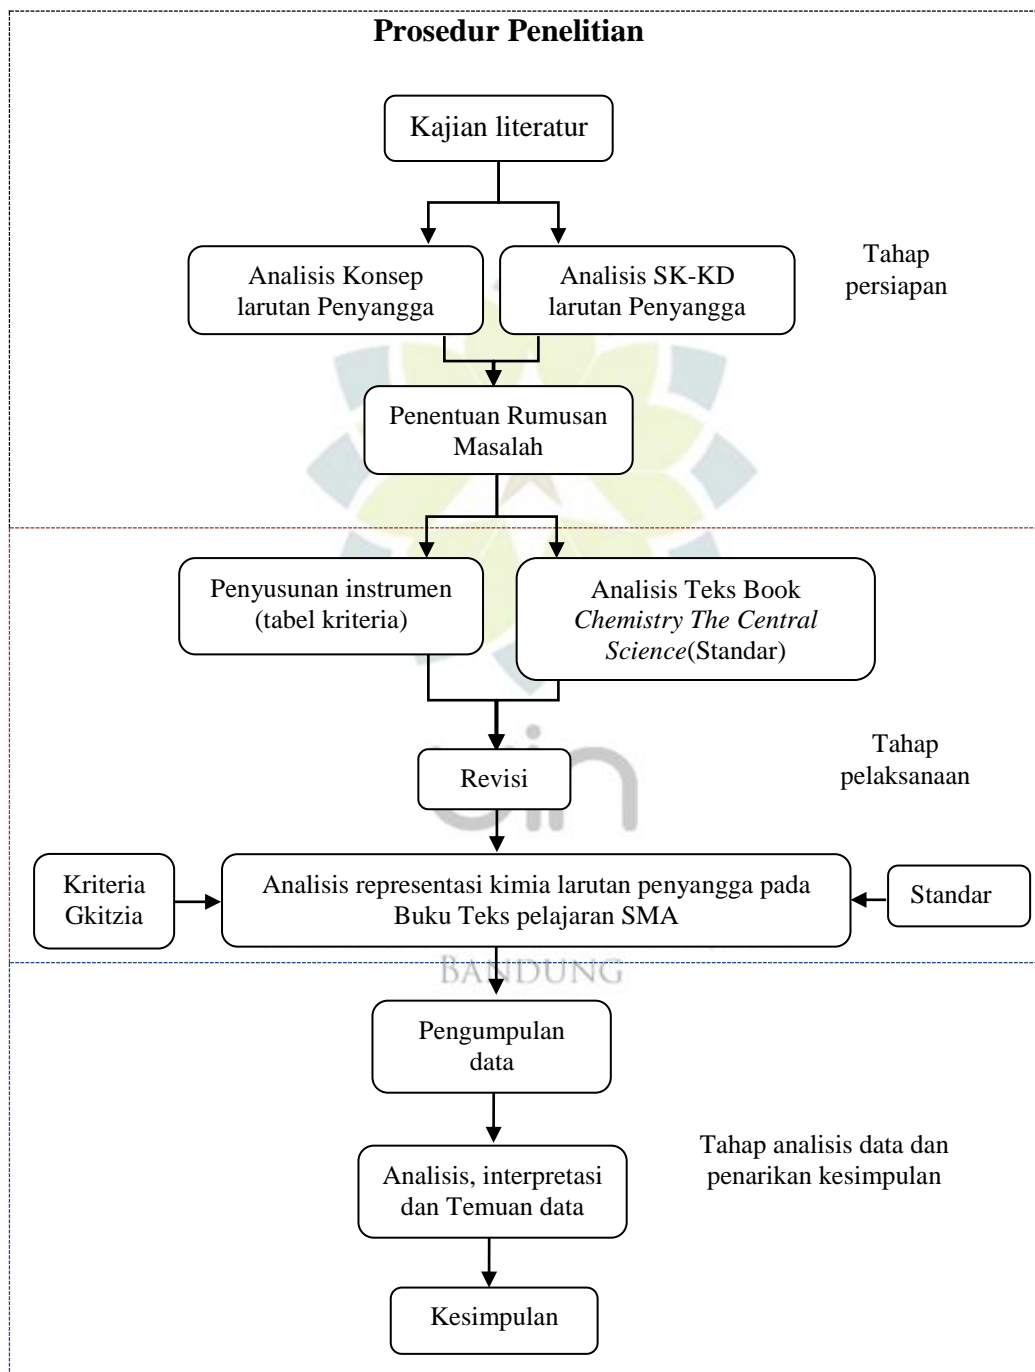 Prosedur Penelitian
Kajian literatur
Analisis Konsep
larutan Penyangga
Analisis SK-KD
larutan Penyangga
Tahap
persiapan
Penentuan Rumusan
Masalah
Penyusunan instrumen
(tabel kriteria)
Analisis Teks Book
Chemistry The Central
Science(Standar)
uin
Revisi
Tahap
pelaksanaan
Kriteria
Gkitzia
Analisis representasi kimia larutan penyangga pada
Buku Teks pelajaran SMA
Standar
BANDUNG
Pengumpulan
data
Analisis, interpretasi
dan Temuan data
Tahap analisis data dan
penarikan kesimpulan
Kesimpulan